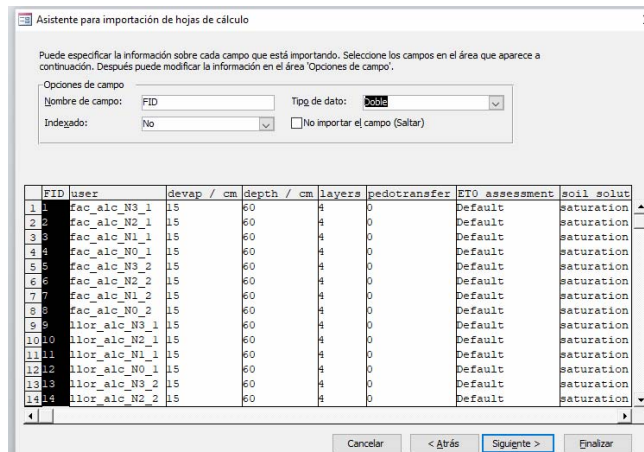 Asistente para importación de hojas de cálculo
Puede especificar la información sobre cada campo que está importando. Seleccione los campos en el área que aparece a
continuación. Después puede modificar la información en el área 'Opciones de campo'.
Opciones de campo
Nombre de campo: FID Tipo de dato: Doble
Indexado: No No importar el campo (Saltar)
FID user devap / cm depth / cm layers pedotransfer ET0 assessment soil solut
1 1 fac_alc_N3_1 15 60 4 0 Default saturation
2 2 fac_alc_N2_1 15 60 4 0 Default saturation
3 3 fac_alc_N1_1 15 60 4 0 Default saturation
4 4 fac_alc_N0_1 15 60 4 0 Default saturation
5 5 fac_alc_N3_2 15 60 4 0 Default saturation
6 6 fac_alc_N2_2 15 60 4 0 Default saturation
7 7 fac_alc_N1_2 15 60 4 0 Default saturation
8 8 fac_alc_N0_2 15 60 4 0 Default saturation
9 9 llor_alc_N3_1 15 60 4 0 Default saturation
10 10 llor_alc_N2_1 15 60 4 0 Default saturation
11 11 llor_alc_N1_1 15 60 4 0 Default saturation
12 12 llor_alc_N0_1 15 60 4 0 Default saturation
13 13 llor_alc_N3_2 15 60 4 0 Default saturation
14 14 llor_alc_N2_2 15 60 4 0 Default saturation
Cancelar < Atrás Siguiente > Finalizar